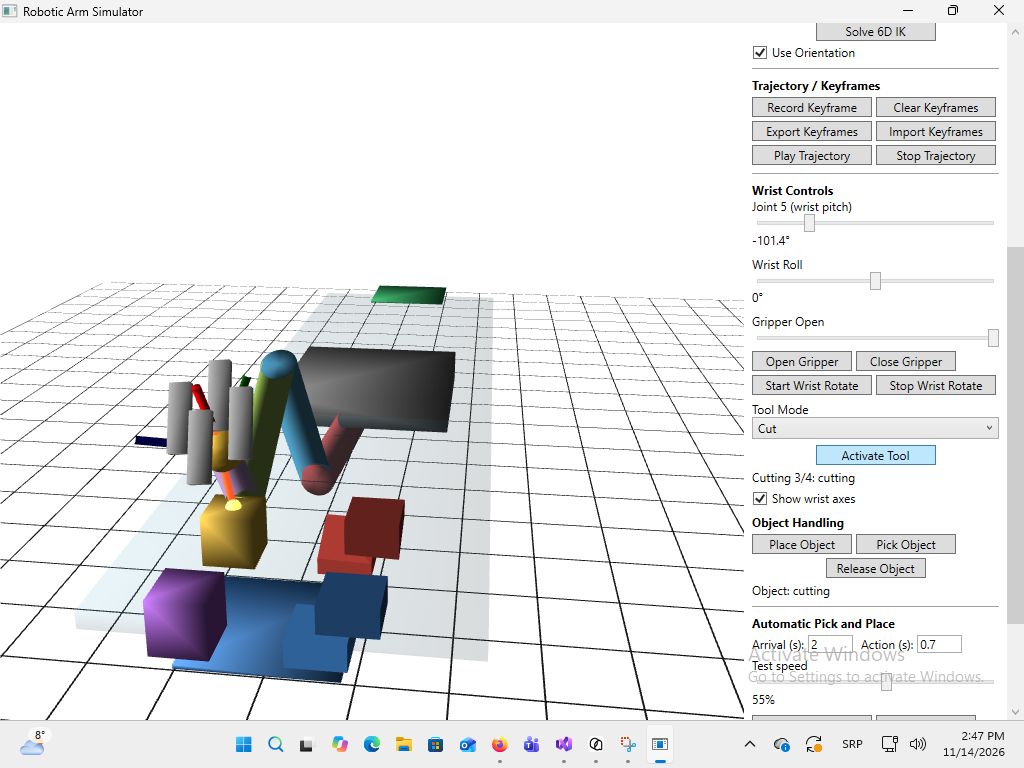 Robotic Arm Simulator
Solve 6D IK
Use Orientation
Trajectory / Keyframes
Record Keyframe Clear Keyframes
Export Keyframes Import Keyframes
Play Trajectory Stop Trajectory
Wrist Controls
Joint 5 (wrist pitch)
-101.4°
Wrist Roll
0°
Gripper Open
Open Gripper Close Gripper
Start Wrist Rotate Stop Wrist Rotate
Tool Mode
Cut
Activate Tool
Cutting 3/4: cutting
Show wrist axes
Object Handling
Place Object Pick Object
Release Object
Object: cutting
Automatic Pick and Place
Arrival (s): 2 Action (s): 0.7
Activate Windows
Test speed
Go to Settings to activate Windows.
55%
8°
SRP
2:47 PM
11/14/2026